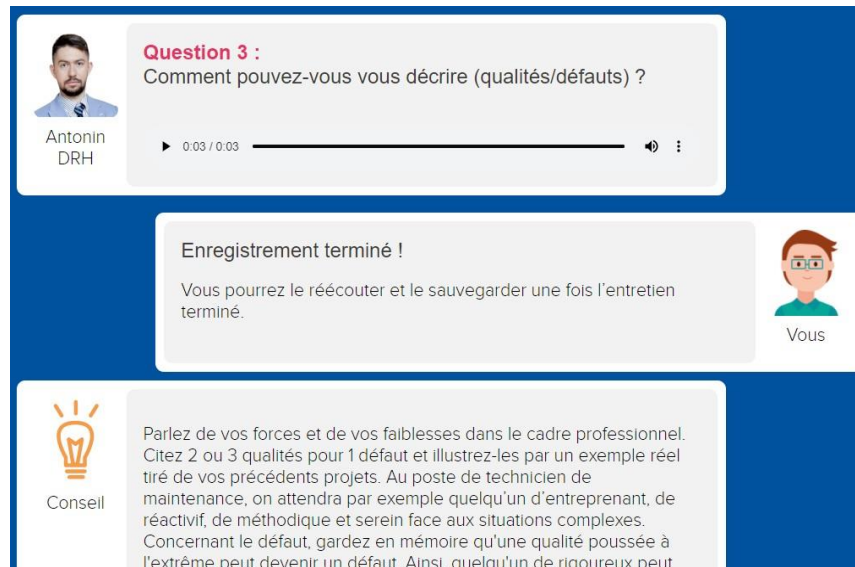 Question 3 :
Comment pouvez-vous vous décrire (qualités/défauts) ?
Antonin
DRH
0:03 / 0:03
Enregistrement terminé !
Vous pourrez le réécouter et le sauvegarder une fois l'entretien
terminé.
Vous
Conseil
Parlez de vos forces et de vos faiblesses dans le cadre professionnel.
Citez 2 ou 3 qualités pour 1 défaut et illustrez-les par un exemple réel
tiré de vos précédents projets. Au poste de technicien de
maintenance, on attendra par exemple quelqu'un d'entreprenant, de
réactivif, de méthodique et serein face aux situations complexes.
Concernant le défaut, gardez en mémoire qu'une qualité poussée à
l'extrême peut devenir un défaut. Ainsi, quelqu'un de rigoureux peut